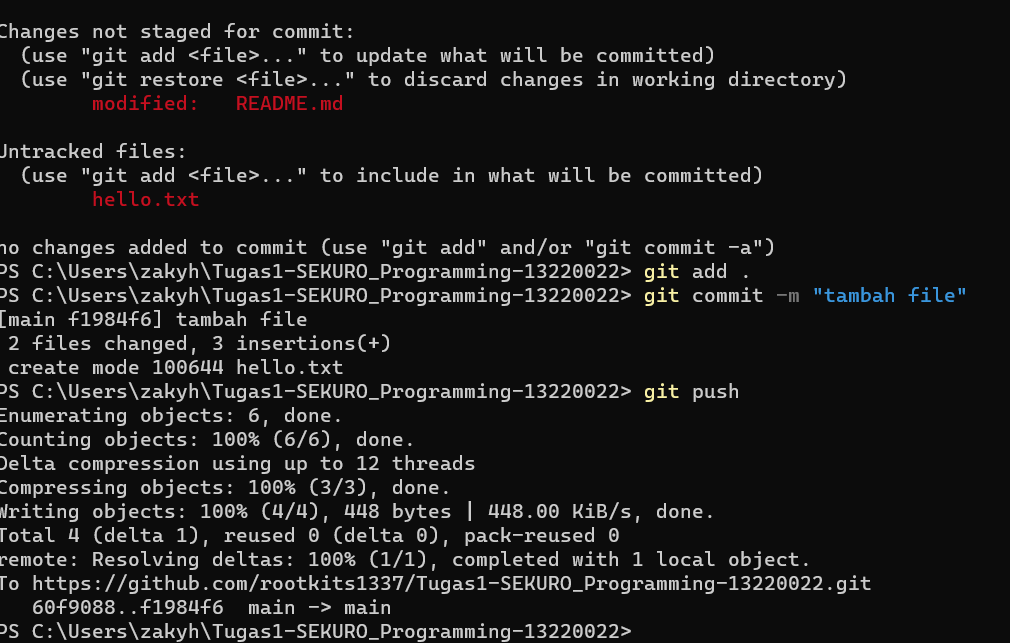 Changes not staged for commit:
  (use "git add <file>..." to update what will be committed)
  (use "git restore <file>..." to discard changes in working directory)
        modified:   README.md

Untracked files:
  (use "git add <file>..." to include in what will be committed)
        hello.txt

no changes added to commit (use "git add" and/or "git commit -a")
PS C:\Users\zakyh\Tugas1-SEKURO_Programming-13220022> git add .
PS C:\Users\zakyh\Tugas1-SEKURO_Programming-13220022> git commit -m "tambah file"
[main f1984f6] tambah file
 2 files changed, 3 insertions(+)
 create mode 100644 hello.txt
PS C:\Users\zakyh\Tugas1-SEKURO_Programming-13220022> git push
Enumerating objects: 6, done.
Counting objects: 100% (6/6), done.
Delta compression using up to 12 threads
Compressing objects: 100% (3/3), done.
Writing objects: 100% (4/4), 448 bytes | 448.00 KiB/s, done.
Total 4 (delta 1), reused 0 (delta 0), pack-reused 0
remote: Resolving deltas: 100% (1/1), completed with 1 local object.
To https://github.com/rootkits1337/Tugas1-SEKURO_Programming-13220022.git
   60f9088..f1984f6  main -> main
PS C:\Users\zakyh\Tugas1-SEKURO_Programming-13220022>